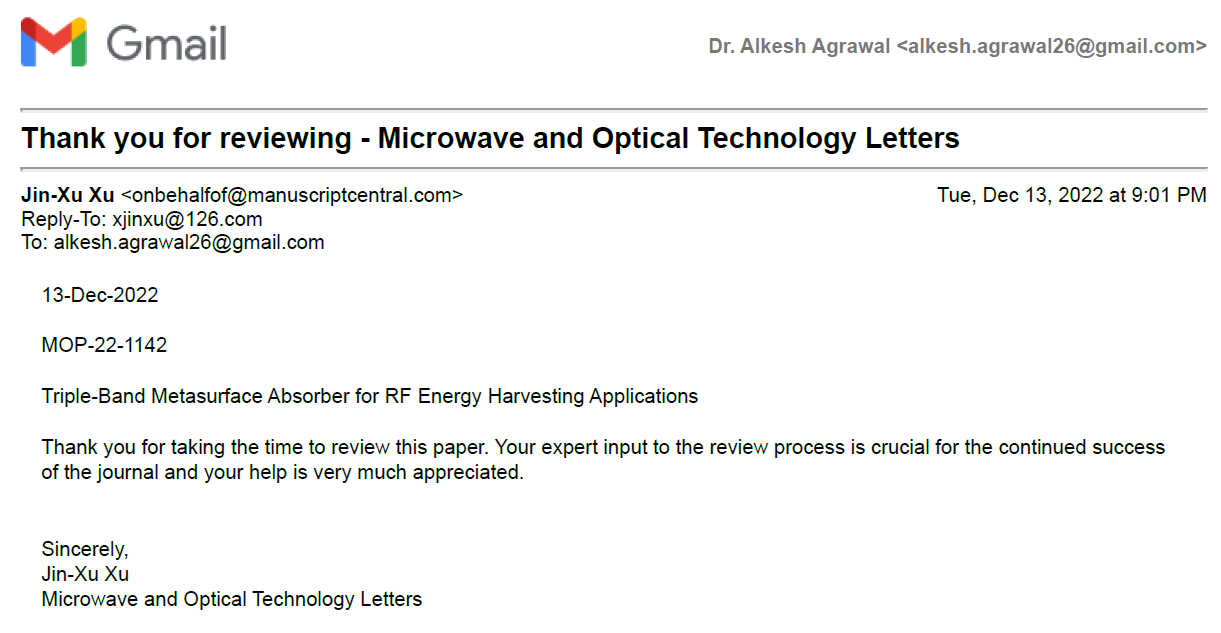 Gmail
Dr. Alkesh Agrawal <alkesh.agrawal26@gmail.com>
Thank you for reviewing - Microwave and Optical Technology Letters
Jin-Xu Xu <onbehalfof@manuscriptcentral.com>
Tue, Dec 13, 2022 at 9:01 PM
Reply-To: xjinxu@126.com
To: alkesh.agrawal26@gmail.com
13-Dec-2022
MOP-22-1142
Triple-Band Metasurface Absorber for RF Energy Harvesting Applications
Thank you for taking the time to review this paper. Your expert input to the review process is crucial for the continued success
of the journal and your help is very much appreciated.
Sincerely,
Jin-Xu Xu
Microwave and Optical Technology Letters